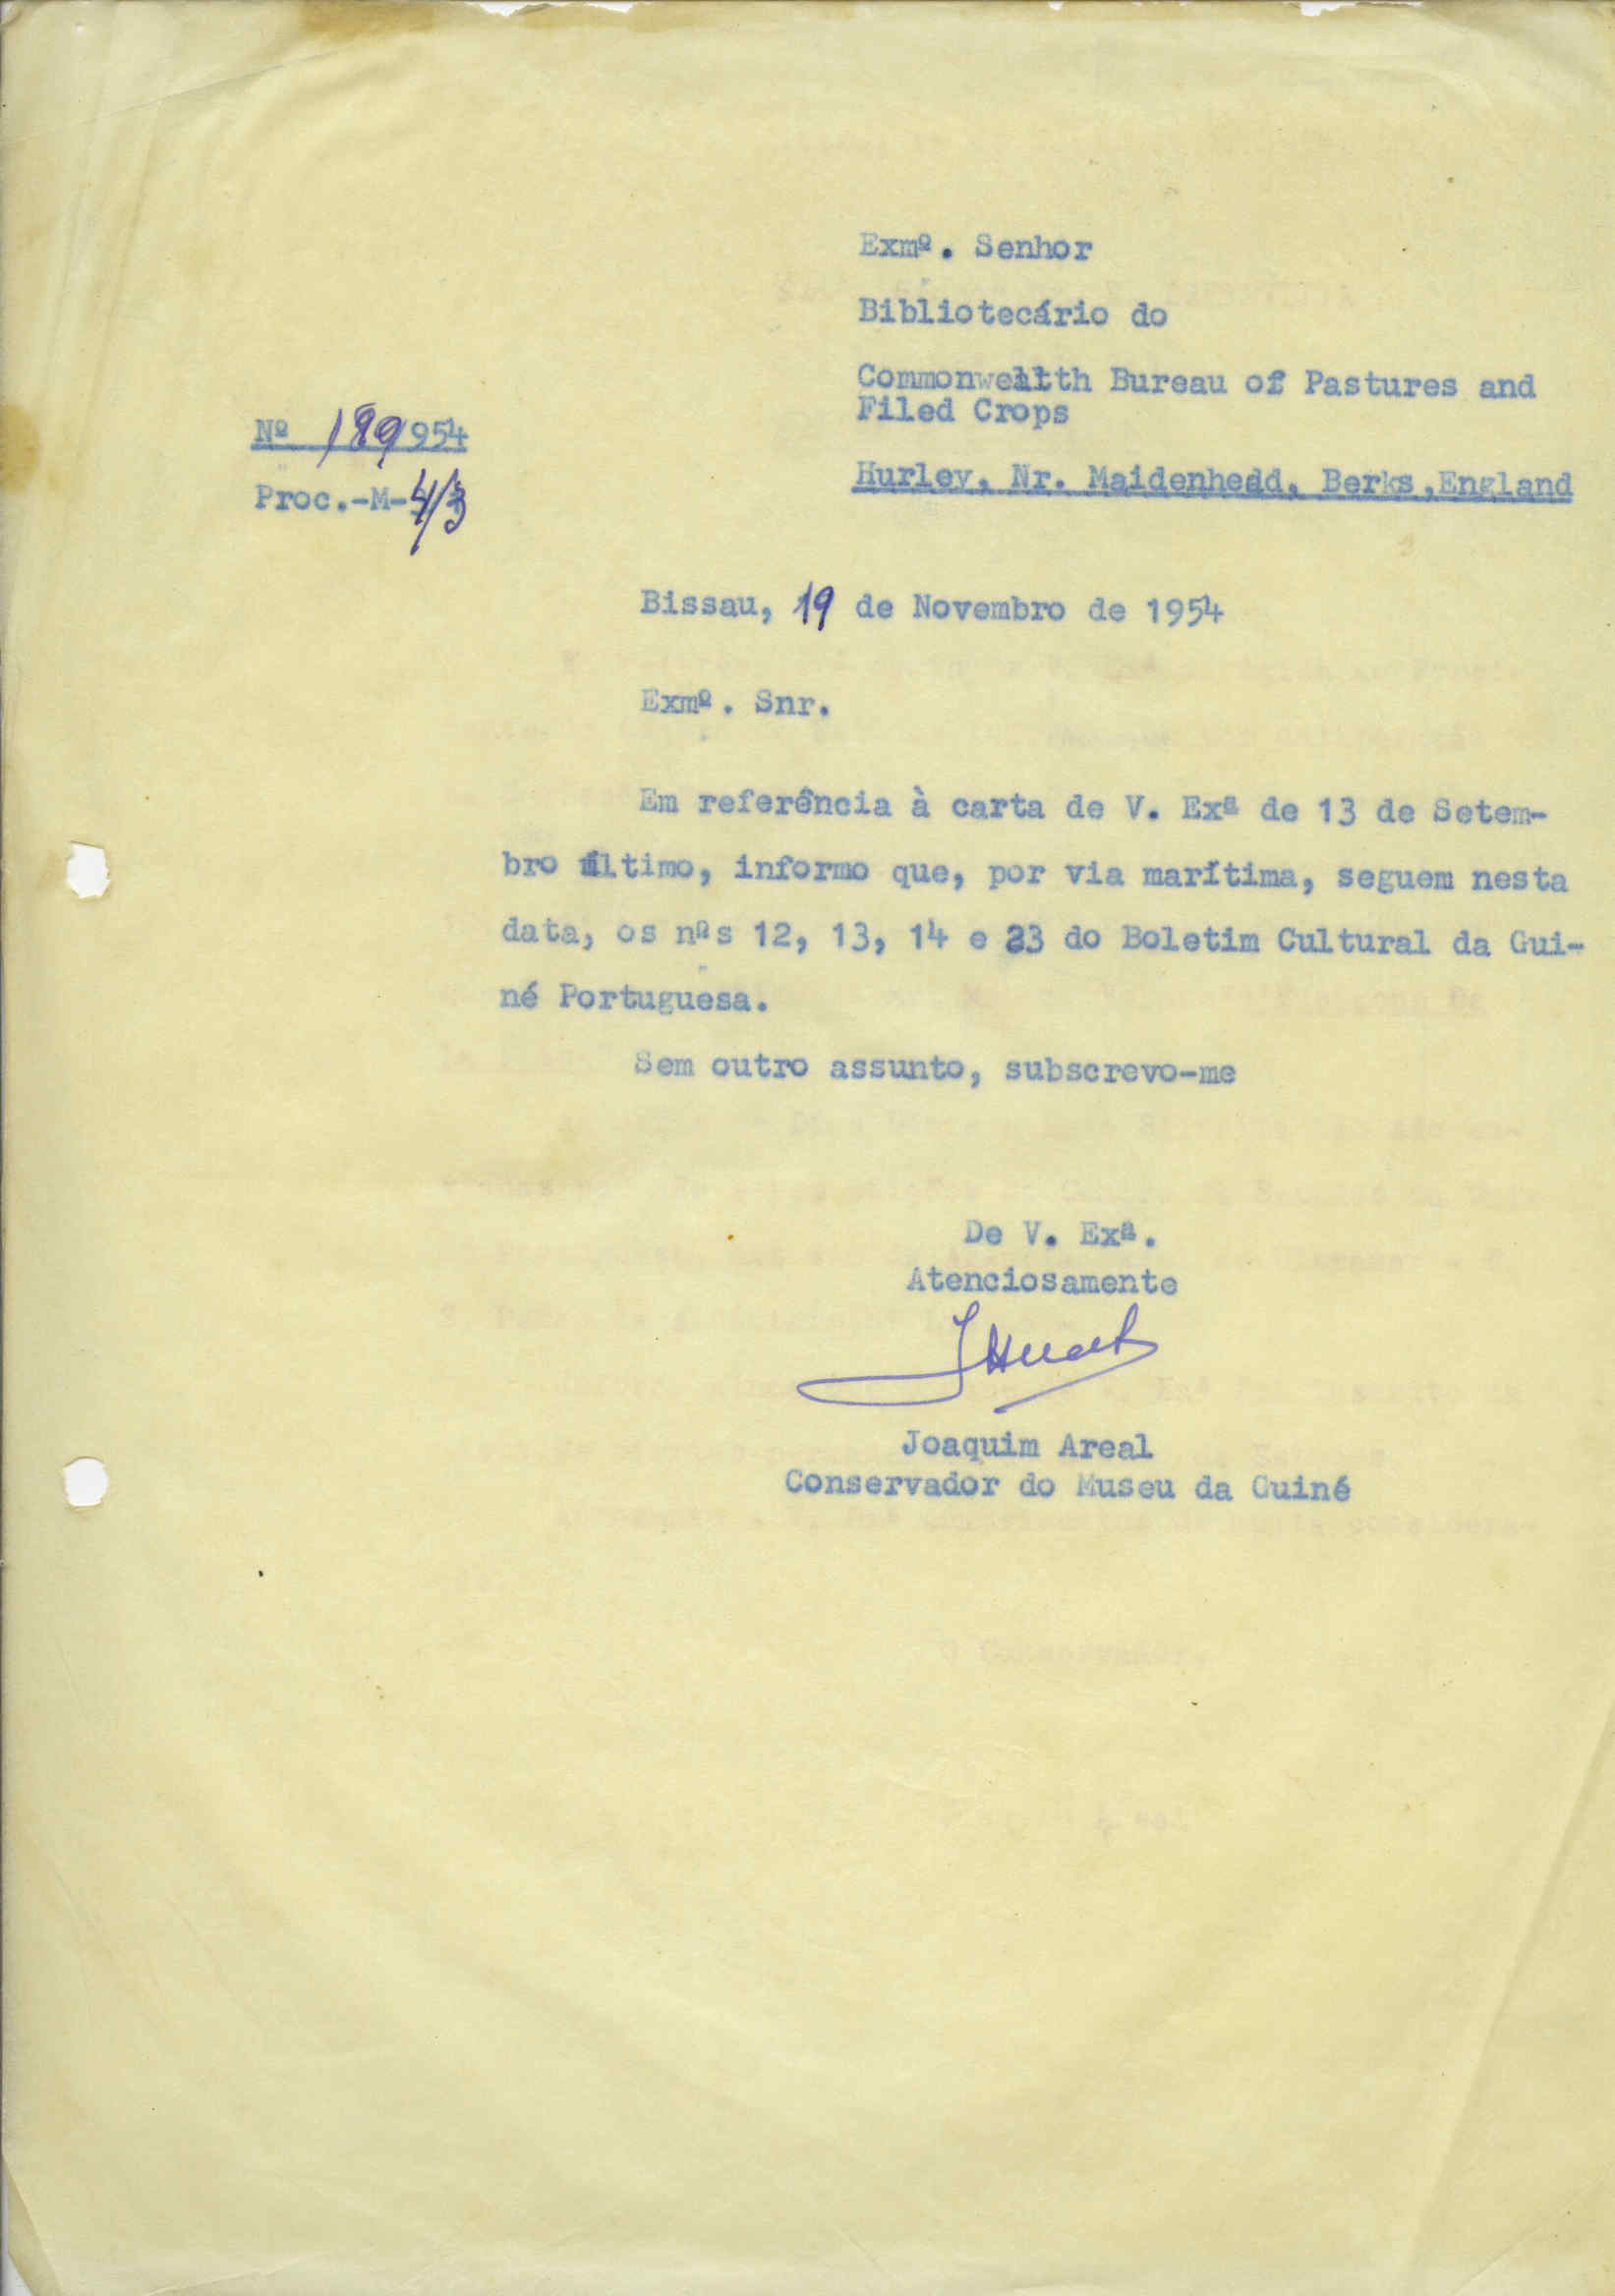 Exmº. Senhor
Bibliotecário do
Commonwealth Bureau of Pastures and
Filed Crops
Nº 189/954
Hurley, Nr. Maidenhead, Berks,England
Proc.-M-4/3
Bissau, 19 de Novembro de 1954
Exmº. Snr.
Em referência à carta de V. Exª de 13 de Setem-
bro último, informo que, por via marítima, seguem nesta
data, os nºs 12, 13, 14 e 23 do Boletim Cultural da Gui-
né Portuguesa.
Sem outro assunto, subscrevo-me
De V. Exª.
Atenciosamente
Joaquim Areal
Conservador do Museu da Guiné